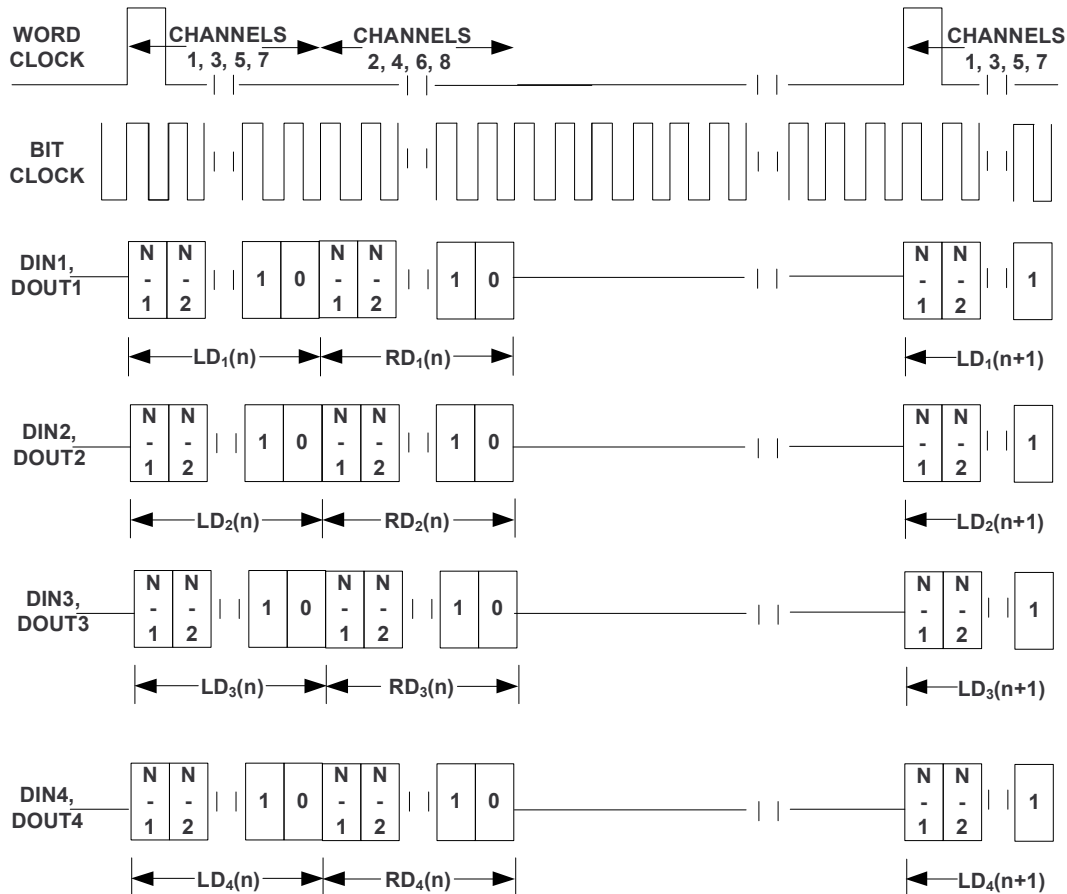 WORD CLOCK
CHANNELS 1, 3, 5, 7
CHANNELS 2, 4, 6, 8
CHANNELS 1, 3, 5, 7
BIT CLOCK
DIN1, DOUT1
N-1 N-2 1 0 N-1 N-2 1 0 N-1 N-2 1
LD₁(n) RD₁(n) LD₁(n+1)
DIN2, DOUT2
N-1 N-2 1 0 N-1 N-2 1 0 N-1 N-2 1
LD₂(n) RD₂(n) LD₂(n+1)
DIN3, DOUT3
N-1 N-2 1 0 N-1 N-2 1 0 N-1 N-2 1
LD₃(n) RD₃(n) LD₃(n+1)
DIN4, DOUT4
N-1 N-2 1 0 N-1 N-2 1 0 N-1 N-2 1
LD₄(n) RD₄(n) LD₄(n+1)